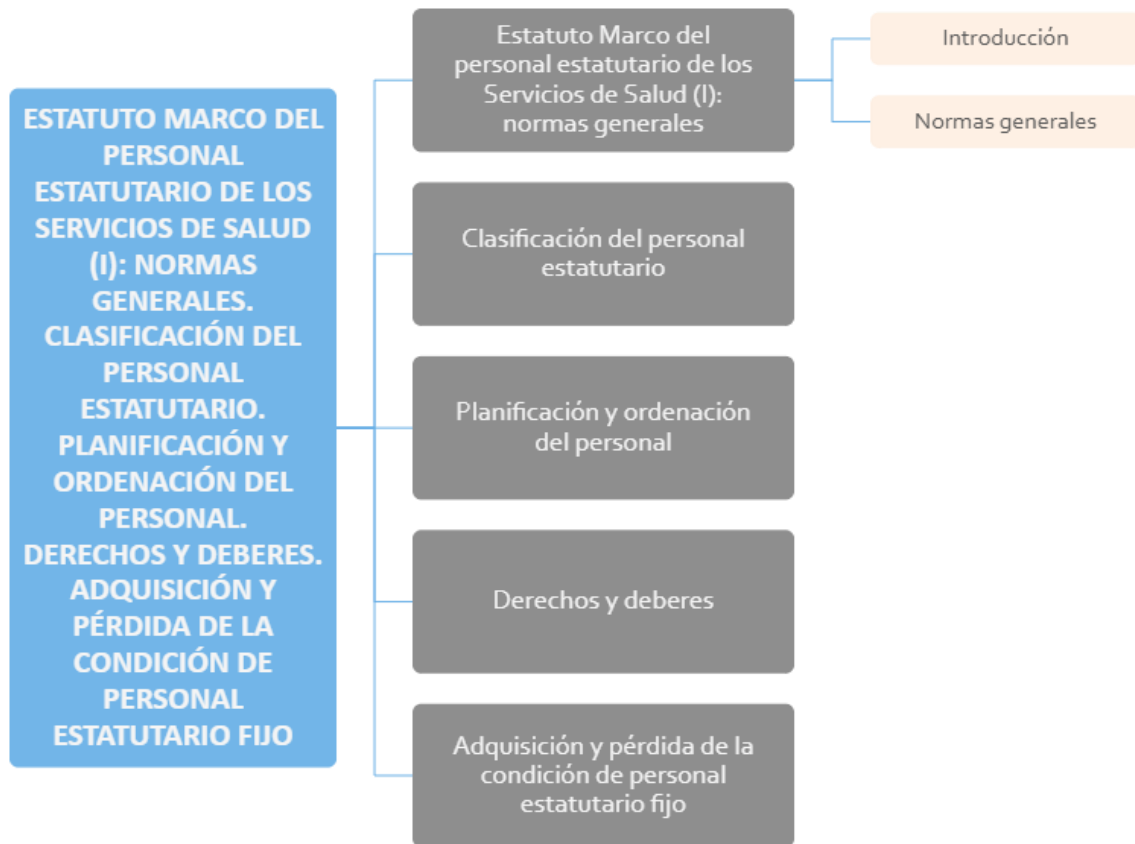 ESTATUTO MARCO DEL
PERSONAL
ESTATUTARIO DE LOS
SERVICIOS DE SALUD
(I): NORMAS
GENERALES.
CLASIFICACIÓN DEL
PERSONAL
ESTATUTARIO.
PLANIFICACIÓN Y
ORDENACIÓN DEL
PERSONAL.
DERECHOS Y DEBERES.
ADQUISICIÓN Y
PÉRDIDA DE LA
CONDICIÓN DE
PERSONAL
ESTATUTARIO FIJO
Estatuto Marco del
personal estatutario de los
Servicios de Salud (I):
normas generales
Introducción
Normas generales
Clasificación del personal
estatutario
Planificación y ordenación
del personal
Derechos y deberes
Adquisición y pérdida de la
condición de personal
estatutario fijo